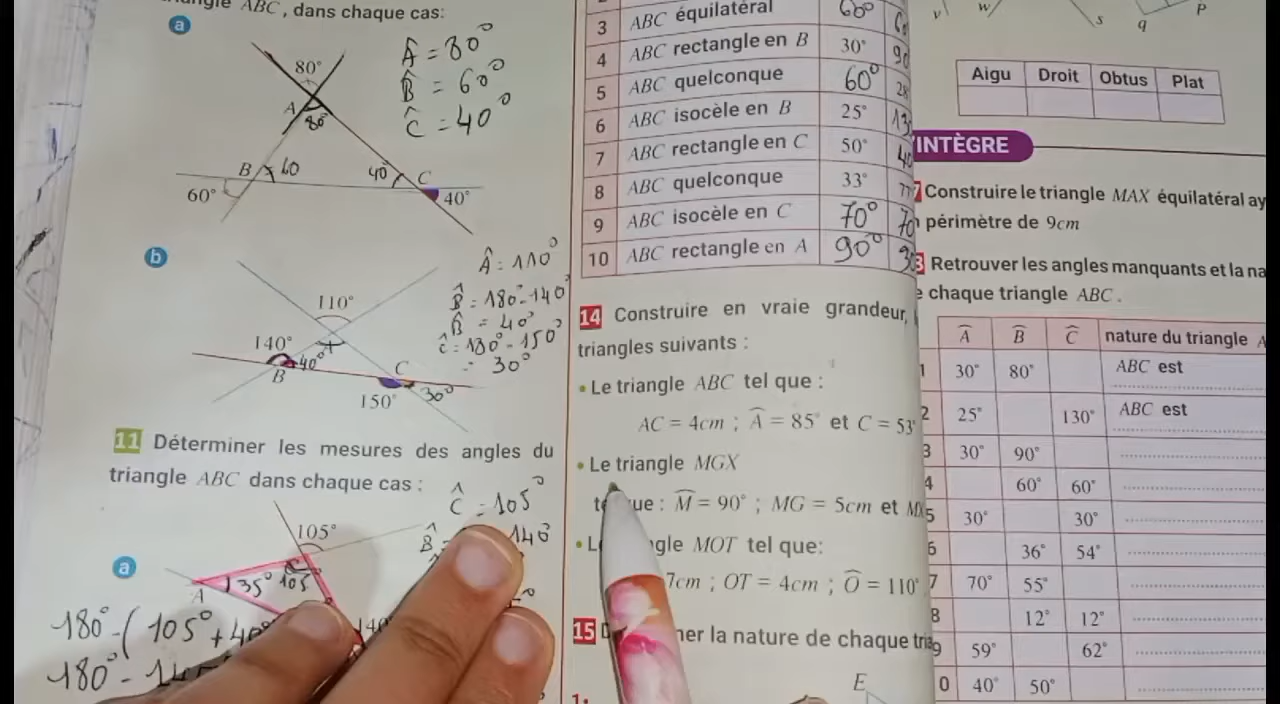 ABC, dans chaque cas:
a
80°
A
80°
B
60
40°
C
60°
40°
Â = 80°
B̂ = 60°
Ĉ = 40°
b
110°
140°
40°
B
C
150°
30°
Â = 110°
B̂ = 180° - 140°
B̂ = 40°
Ĉ = 180° - 150°
= 30°
11 Déterminer les mesures des angles du
triangle ABC dans chaque cas :
Ĉ = 105°
B̂
140°
a
105°
A
35°
105°
180° - (105° + 40°
180° - 145
3 ABC équilatéral 60°
4 ABC rectangle en B 30°
5 ABC quelconque 60°
6 ABC isocèle en B 25°
7 ABC rectangle en C 50°
8 ABC quelconque 33°
9 ABC isocèle en C 70° 70
10 ABC rectangle en A 90°
14 Construire en vraie grandeur,
triangles suivants :
• Le triangle ABC tel que :
AC = 4cm ; Â = 85° et C = 53°
• Le triangle MGX
que : M̂ = 90° ; MG = 5cm et
MOT tel que:
7cm ; OT = 4cm ; Ô = 110°
15
la nature de chaque
E
1.
v
w
s
q
P
Aigu Droit Obtus Plat
INTÈGRE
7 Construire le triangle MAX équilatéral
périmètre de 9cm
Retrouver les angles manquants et la
chaque triangle ABC.
Â B̂ Ĉ nature du triangle
1 30° 80° ABC est
2 25° 130° ABC est
3 30° 90°
4 60° 60°
5 30° 30°
6 36° 54°
7 70° 55°
8 12° 12°
9 59° 62°
0 40° 50°